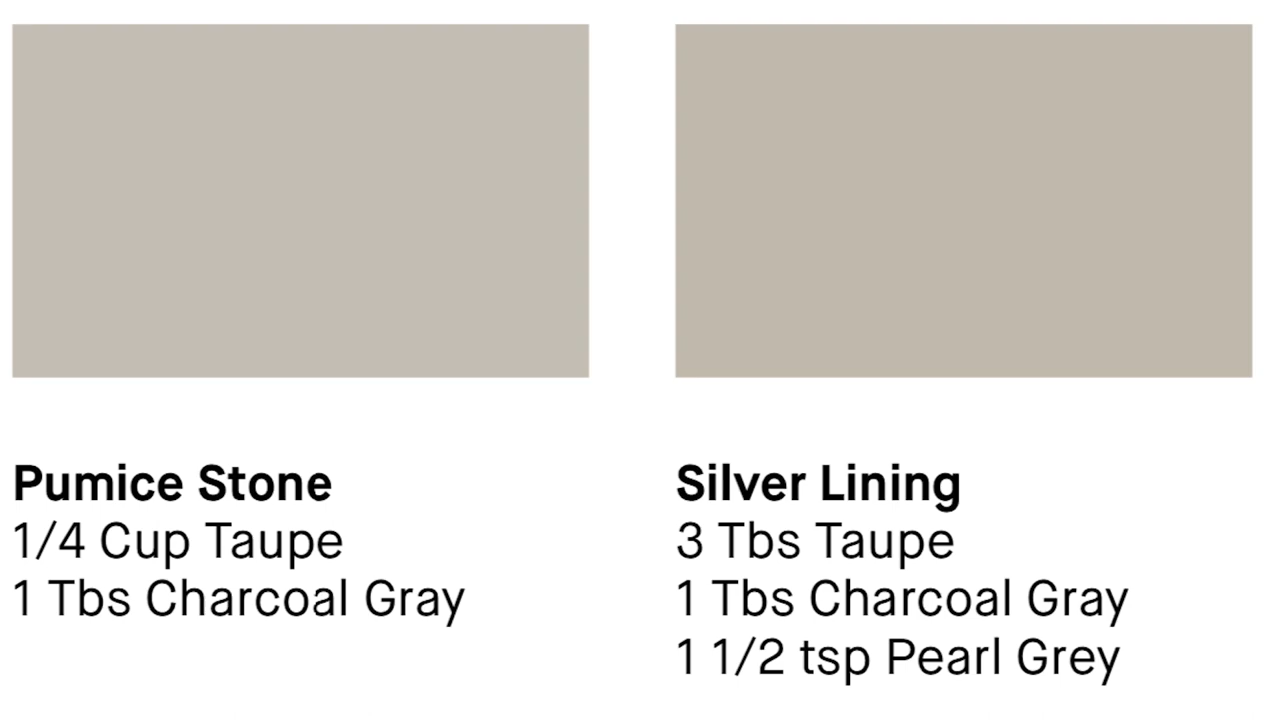 Pumice Stone
1/4 Cup Taupe
1 Tbs Charcoal Gray
Silver Lining
3 Tbs Taupe
1 Tbs Charcoal Gray
1 1/2 tsp Pearl Grey